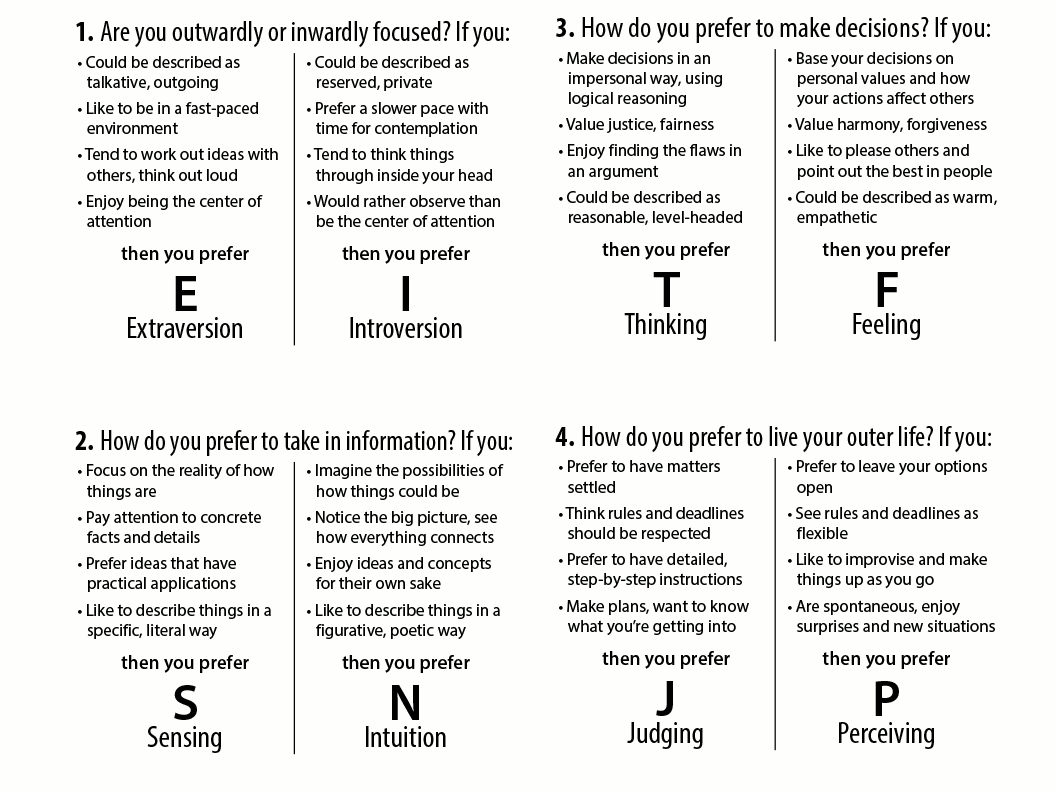 1. Are you outwardly or inwardly focused? If you:
• Could be described as
talkative, outgoing
• Like to be in a fast-paced
environment
• Tend to work out ideas with
others, think out loud
• Enjoy being the center of
attention
then you prefer
E
Extraversion
• Could be described as
reserved, private
• Prefer a slower pace with
time for contemplation
• Tend to think things
through inside your head
• Would rather observe than
be the center of attention
then you prefer
I
Introversion
2. How do you prefer to take in information? If you:
• Focus on the reality of how
things are
• Pay attention to concrete
facts and details
• Prefer ideas that have
practical applications
• Like to describe things in a
specific, literal way
then you prefer
S
Sensing
• Imagine the possibilities of
how things could be
• Notice the big picture, see
how everything connects
• Enjoy ideas and concepts
for their own sake
• Like to describe things in a
figurative, poetic way
then you prefer
N
Intuition
3. How do you prefer to make decisions? If you:
• Make decisions in an
impersonal way, using
logical reasoning
• Value justice, fairness
• Enjoy finding the flaws in
an argument
• Could be described as
reasonable, level-headed
then you prefer
T
Thinking
• Base your decisions on
personal values and how
your actions affect others
• Value harmony, forgiveness
• Like to please others and
point out the best in people
• Could be described as warm,
empathetic
then you prefer
F
Feeling
4. How do you prefer to live your outer life? If you:
• Prefer to have matters
settled
• Think rules and deadlines
should be respected
• Prefer to have detailed,
step-by-step instructions
• Make plans, want to know
what you're getting into
then you prefer
J
Judging
• Prefer to leave your options
open
• See rules and deadlines as
flexible
• Like to improvise and make
things up as you go
• Are spontaneous, enjoy
surprises and new situations
then you prefer
P
Perceiving